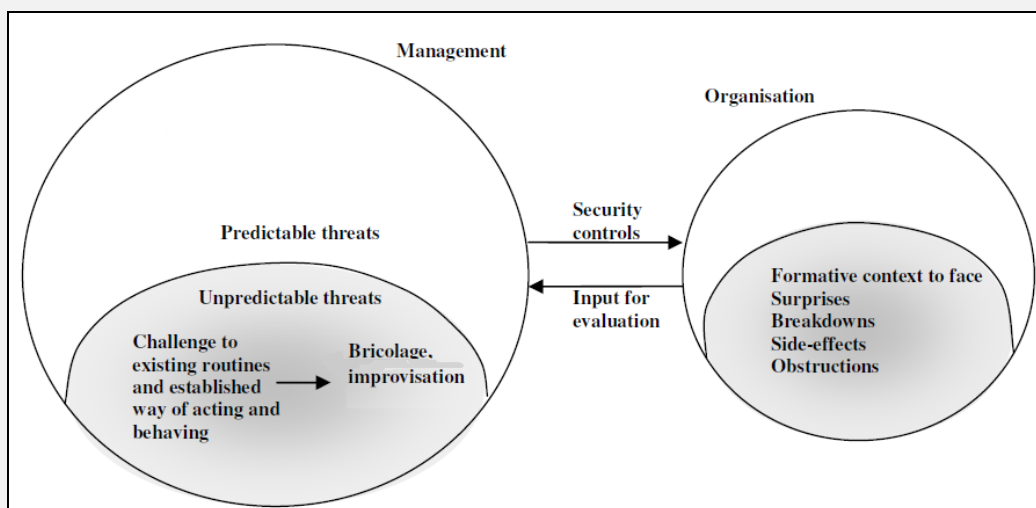 Management
Organisation
Security
controls
Predictable threats
Input for
evaluation
Unpredictable threats
Challenge to
existing routines
and established
way of acting and
behaving
Bricolage,
improvisation
Formative context to face
Surprises
Breakdowns
Side-effects
Obstructions